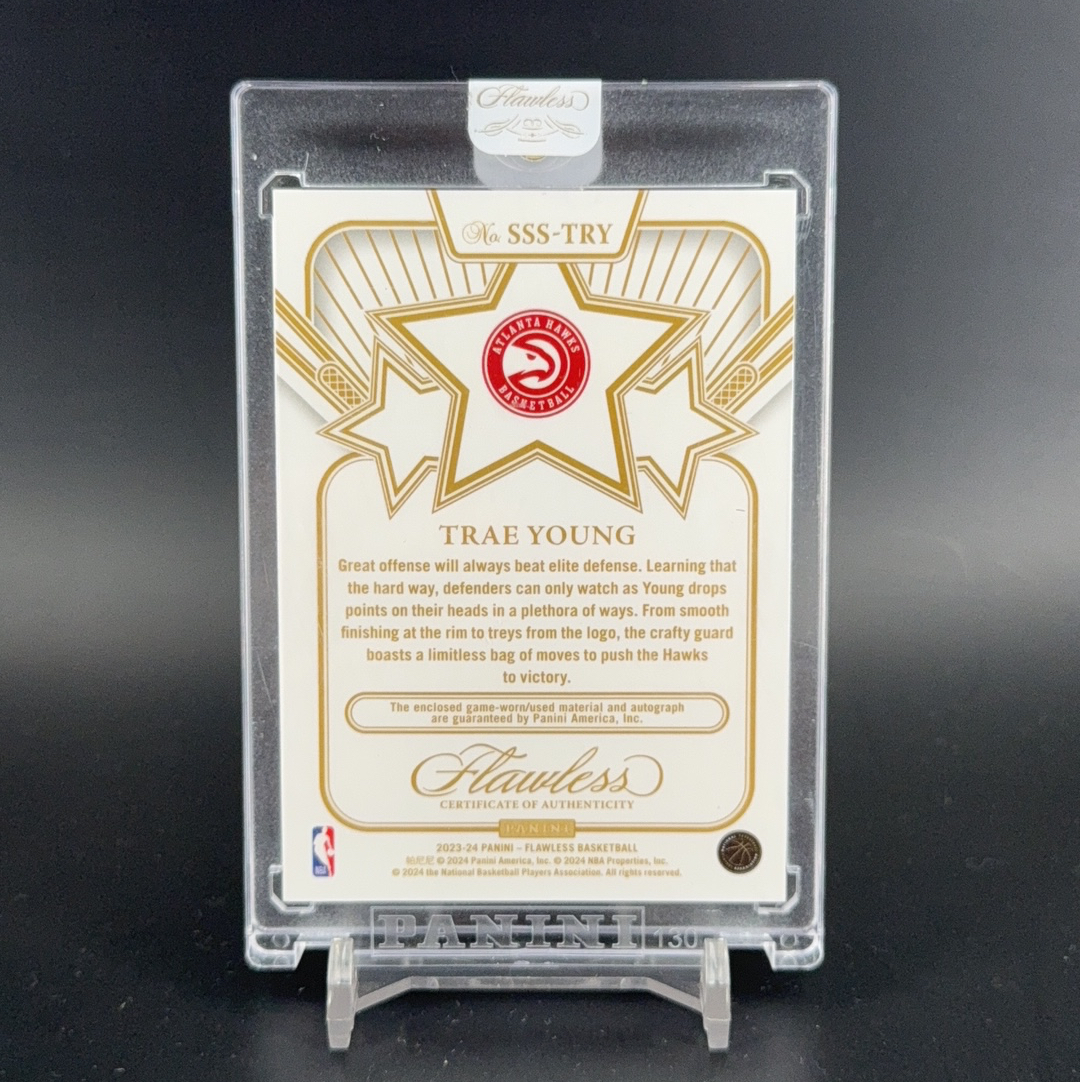 Flawless
No. SSS-TRY
ATLANTA HAWKS
BASKETBALL
TRAE YOUNG
Great offense will always beat elite defense. Learning that
the hard way, defenders can only watch as Young drops
points on their heads in a plethora of ways. From smooth
finishing at the rim to treys from the logo, the crafty guard
boasts a limitless bag of moves to push the Hawks
to victory.
The enclosed game-worn/used material and autograph
are guaranteed by Panini America, Inc.
Flawless
CERTIFICATE OF AUTHENTICITY
PANINI
2023-24 PANINI – FLAWLESS BASKETBALL
帕尼尼 © 2024 Panini America, Inc. © 2024 NBA Properties, Inc.
© 2024 the National Basketball Players Association. All rights reserved.
NBA
PANINI 130